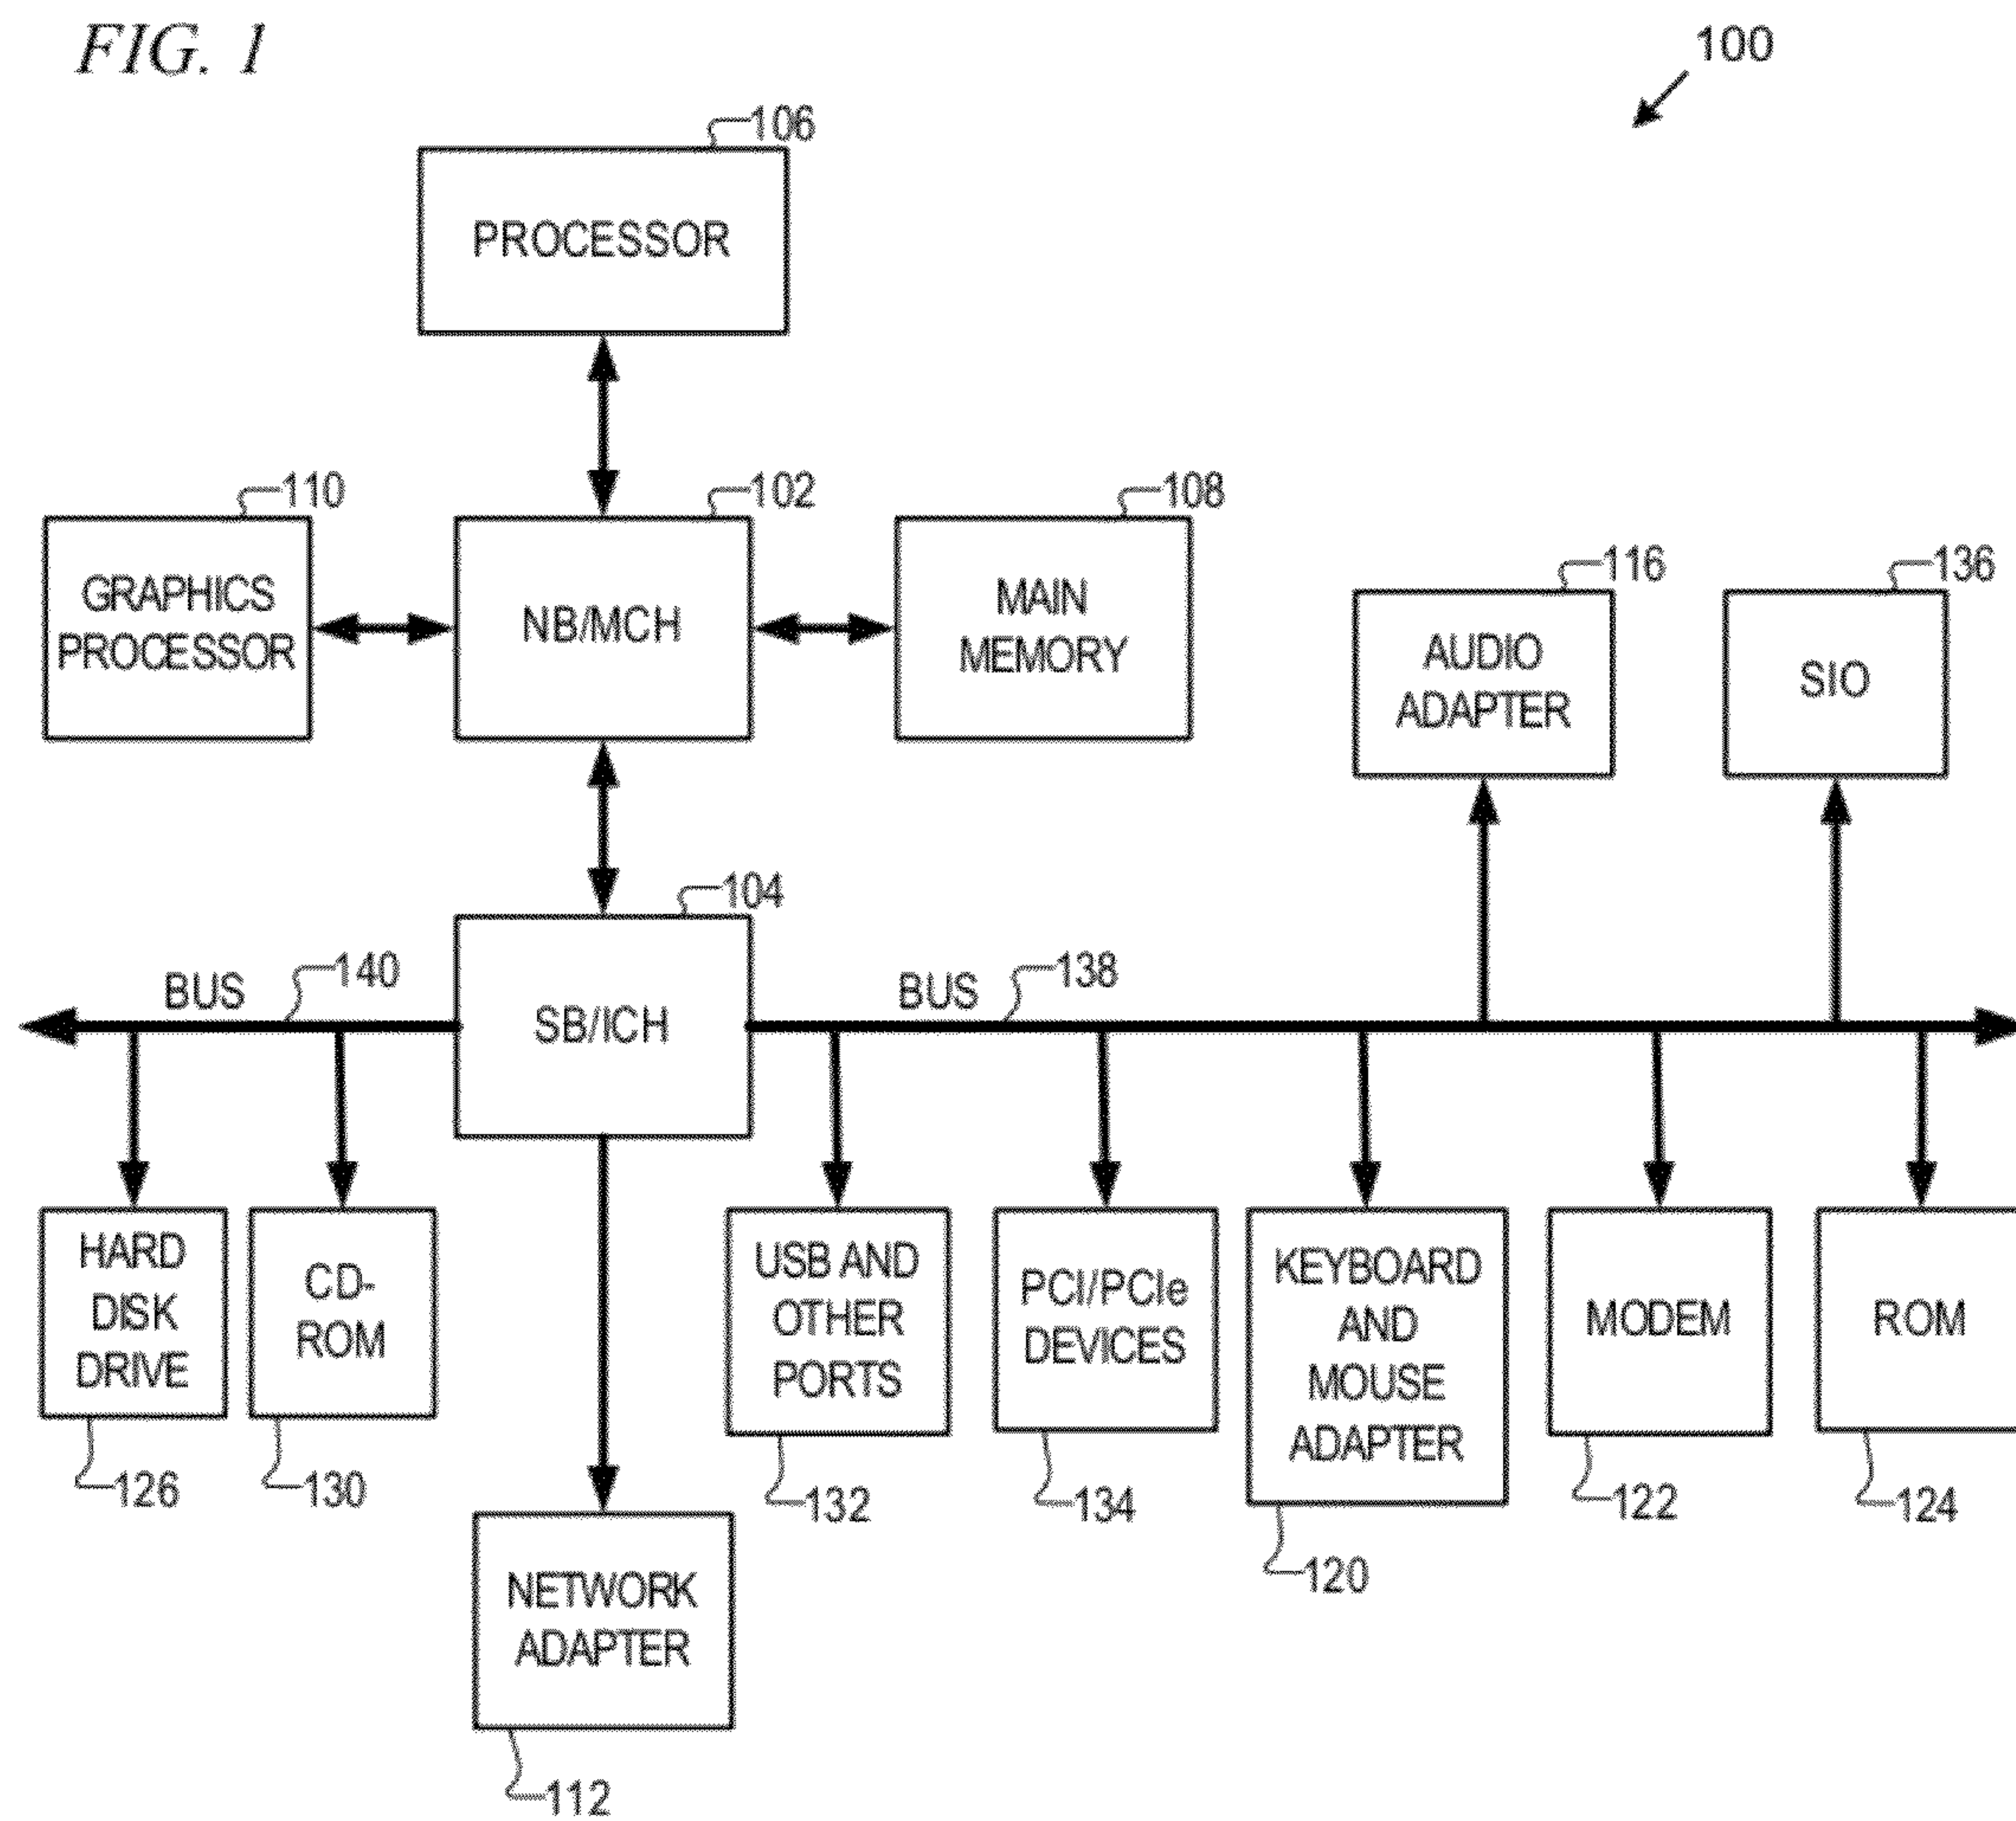 FIG. 1
100
106
PROCESSOR
110
102
108
GRAPHICS
PROCESSOR
NB/MCH
MAIN
MEMORY
116
136
AUDIO
ADAPTER
SIO
104
BUS
140
SB/ICH
BUS
138
HARD
DISK
DRIVE
CD-
ROM
USB AND
OTHER
PORTS
PCI/PCIe
DEVICES
KEYBOARD
AND
MOUSE
ADAPTER
MODEM
ROM
126
130
132
134
120
122
124
NETWORK
ADAPTER
112